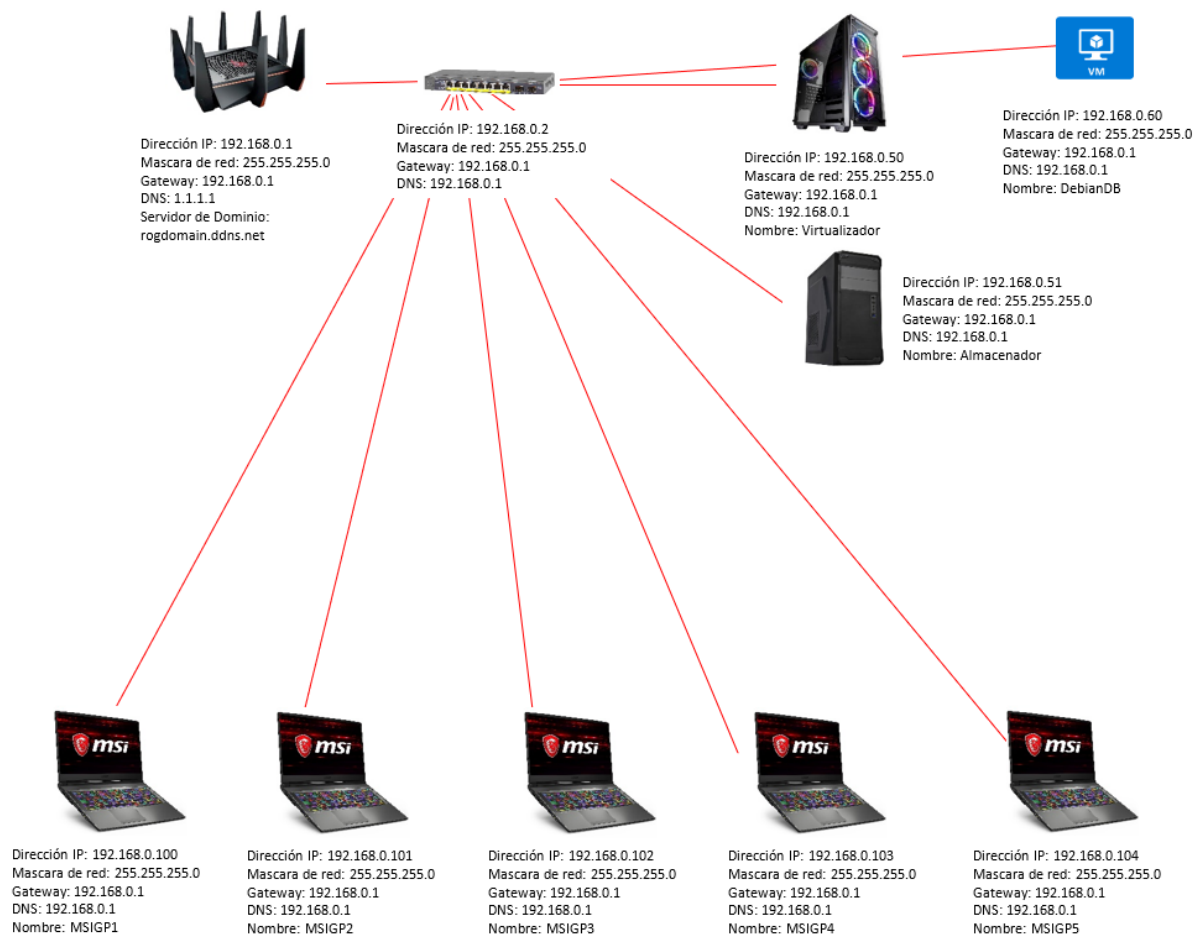 VM
Dirección IP: 192.168.0.1
Mascara de red: 255.255.255.0
Gateway: 192.168.0.1
DNS: 1.1.1.1
Servidor de Dominio:
rogdomain.ddns.net
Dirección IP: 192.168.0.2
Mascara de red: 255.255.255.0
Gateway: 192.168.0.1
DNS: 192.168.0.1
Dirección IP: 192.168.0.50
Mascara de red: 255.255.255.0
Gateway: 192.168.0.1
DNS: 192.168.0.1
Nombre: Virtualizador
Dirección IP: 192.168.0.60
Mascara de red: 255.255.255.0
Gateway: 192.168.0.1
DNS: 192.168.0.1
Nombre: DebianDB
Dirección IP: 192.168.0.51
Mascara de red: 255.255.255.0
Gateway: 192.168.0.1
DNS: 192.168.0.1
Nombre: Almacenador
msi
msi
msi
msi
msi
Dirección IP: 192.168.0.100
Mascara de red: 255.255.255.0
Gateway: 192.168.0.1
DNS: 192.168.0.1
Nombre: MSIGP1
Dirección IP: 192.168.0.101
Mascara de red: 255.255.255.0
Gateway: 192.168.0.1
DNS: 192.168.0.1
Nombre: MSIGP2
Dirección IP: 192.168.0.102
Mascara de red: 255.255.255.0
Gateway: 192.168.0.1
DNS: 192.168.0.1
Nombre: MSIGP3
Dirección IP: 192.168.0.103
Mascara de red: 255.255.255.0
Gateway: 192.168.0.1
DNS: 192.168.0.1
Nombre: MSIGP4
Dirección IP: 192.168.0.104
Mascara de red: 255.255.255.0
Gateway: 192.168.0.1
DNS: 192.168.0.1
Nombre: MSIGP5